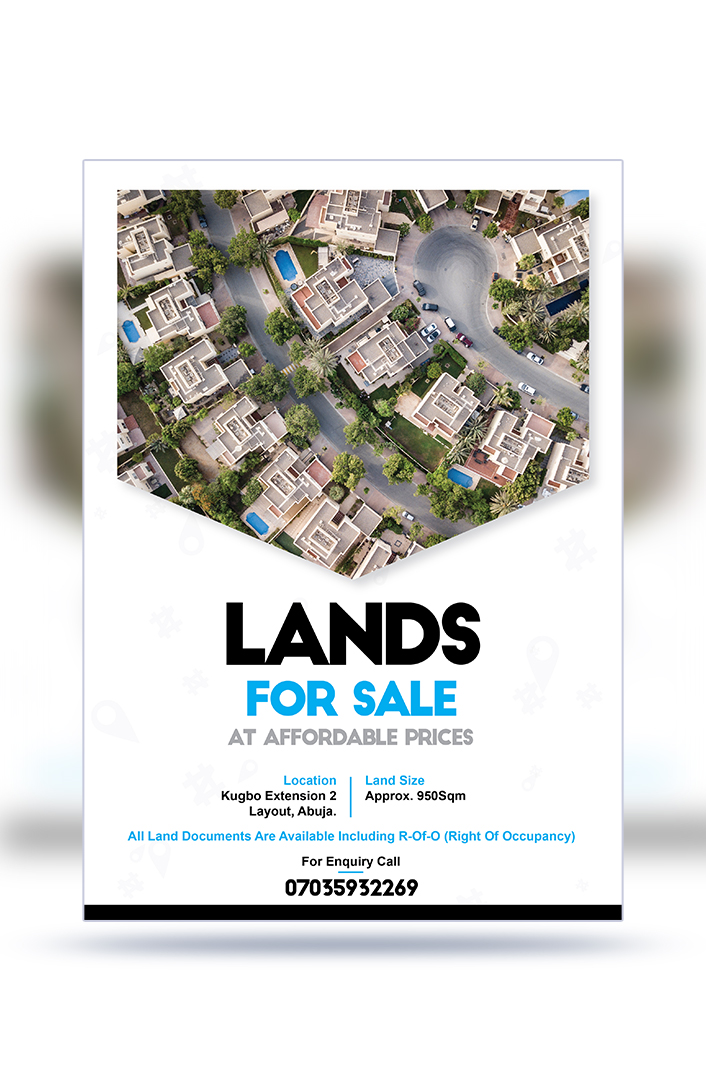 LANDS
FOR SALE
AT AFFORDABLE PRICES
Location
Kugbo Extension 2
Layout, Abuja.
Land Size
Approx. 950Sqm
All Land Documents Are Available Including R-Of-O (Right Of Occupancy)
For Enquiry Call
07035932269